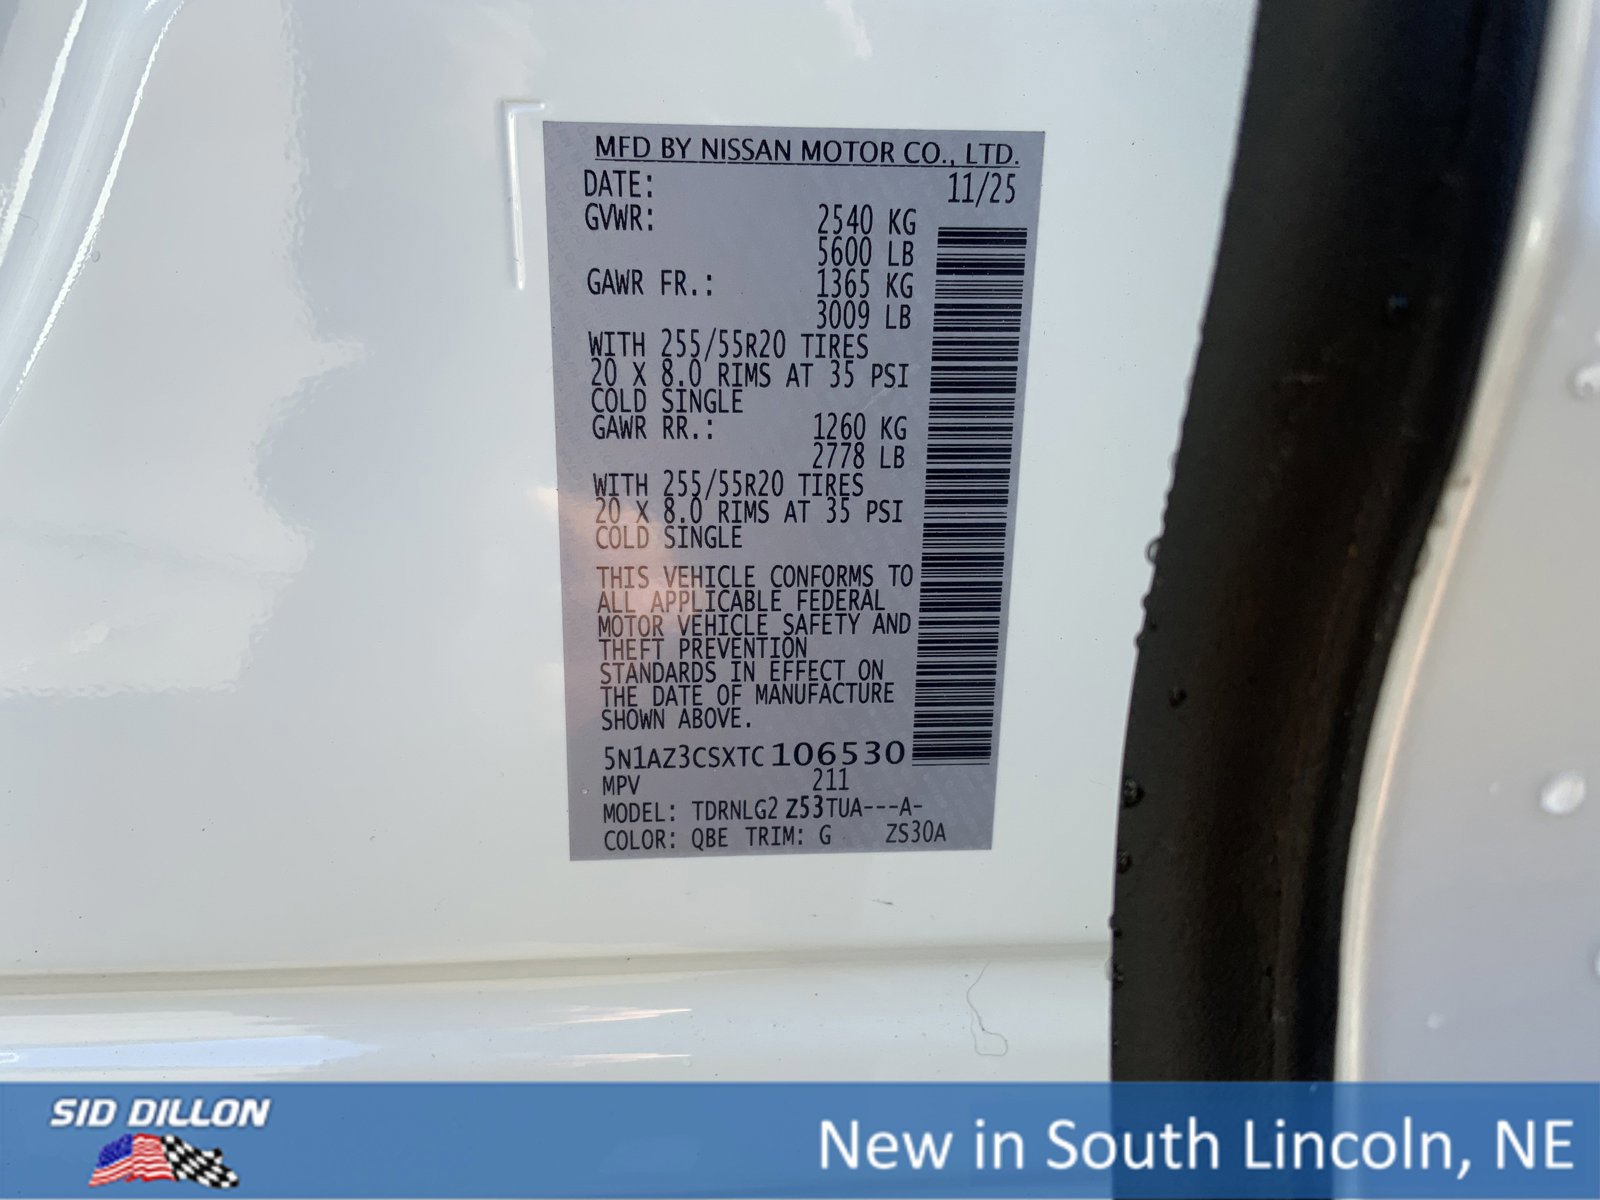 MFD BY NISSAN MOTOR CO., LTD.
DATE: 11/25
GVWR: 2540 KG
5600 LB
GAWR FR.: 1365 KG
3009 LB
WITH 255/55R20 TIRES
20 X 8.0 RIMS AT 35 PSI
COLD SINGLE
GAWR RR.: 1260 KG
2778 LB
WITH 255/55R20 TIRES
20 X 8.0 RIMS AT 35 PSI
COLD SINGLE
THIS VEHICLE CONFORMS TO
ALL APPLICABLE FEDERAL
MOTOR VEHICLE SAFETY AND
THEFT PREVENTION
STANDARDS IN EFFECT ON
THE DATE OF MANUFACTURE
SHOWN ABOVE.
5N1AZ3CSXTC106530
MPV 211
MODEL: TDRNLG2 Z53TUA---A-
COLOR: QBE TRIM: G ZS30A
SID DILLON
New in South Lincoln, NE